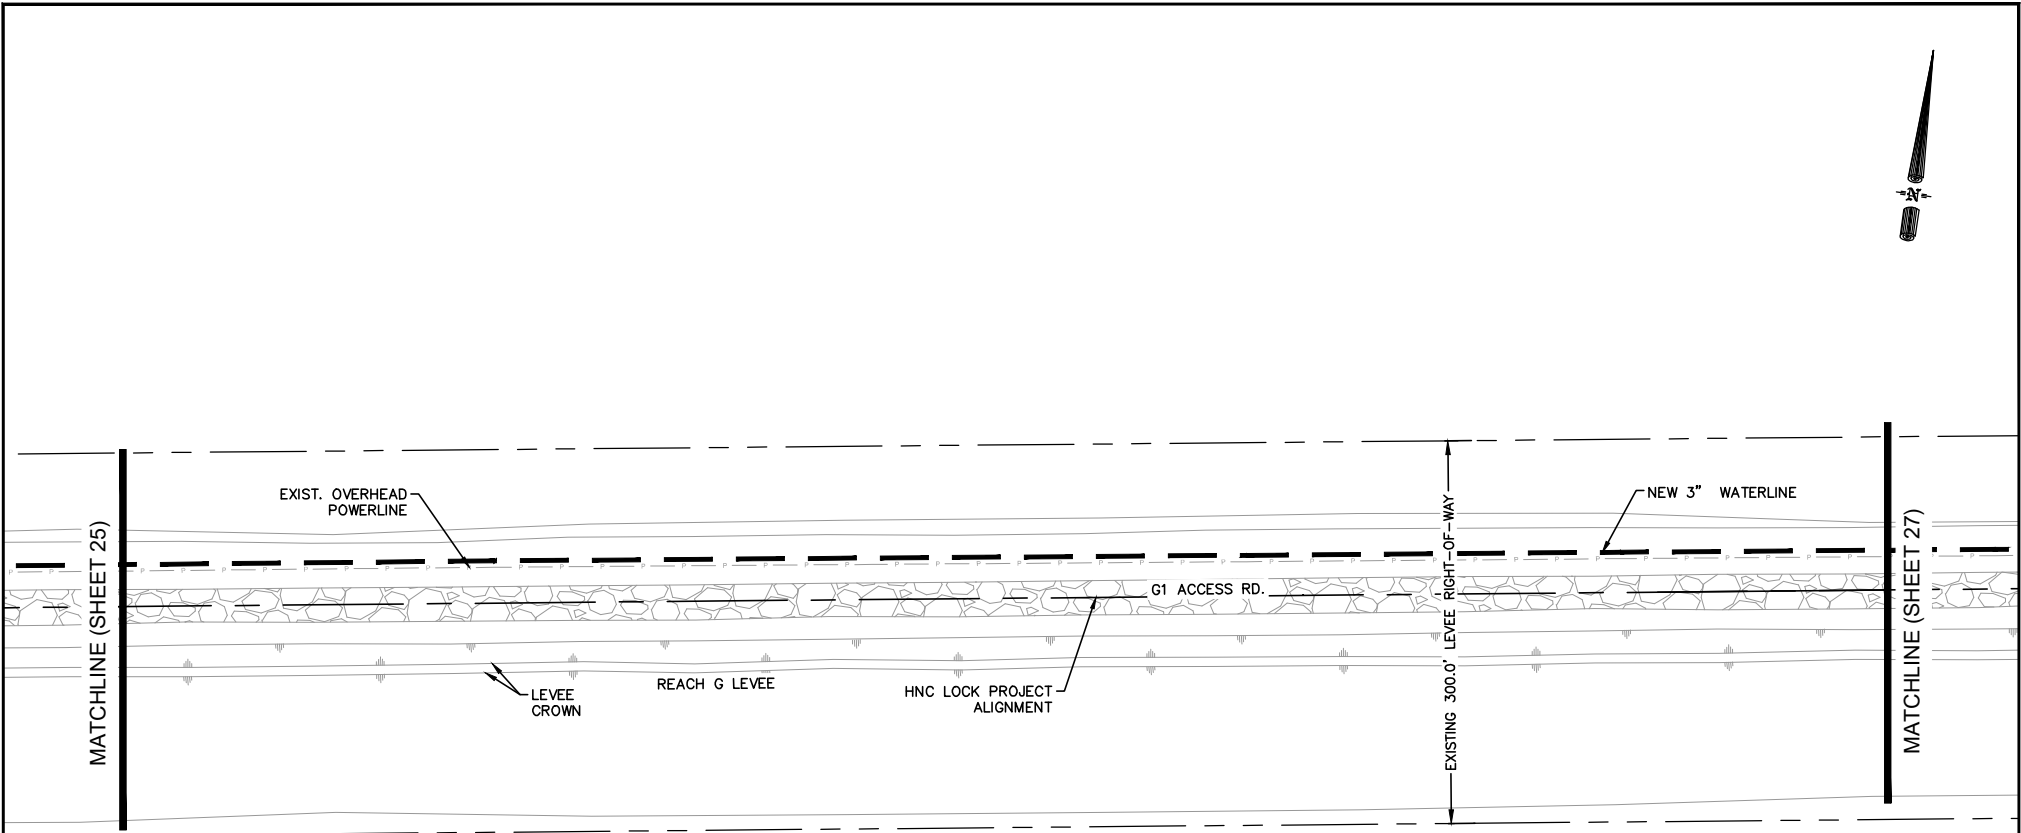 N
EXIST. OVERHEAD
POWERLINE
NEW 3" WATERLINE
MATCHLINE (SHEET 25)
EXISTING 300.0' LEVEE RIGHT-OF-WAY
MATCHLINE (SHEET 27)
G1 ACCESS RD.
LEVEE
CROWN
REACH G LEVEE
HNC LOCK PROJECT
ALIGNMENT